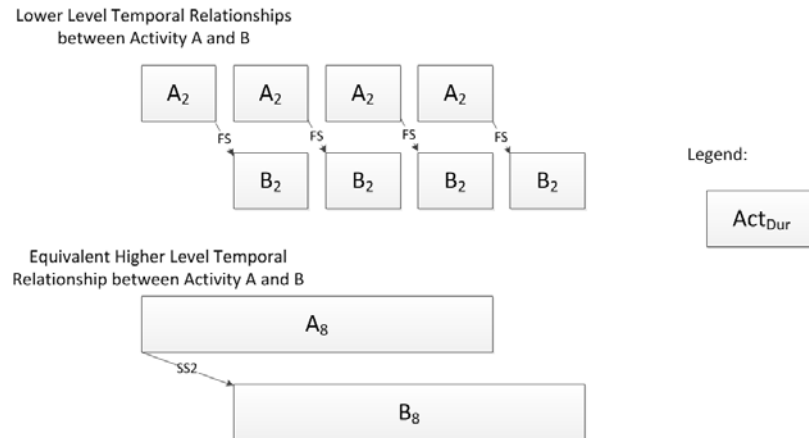 Lower Level Temporal Relationships
between Activity A and B
A₂ A₂ A₂ A₂
FS FS FS FS
B₂ B₂ B₂ B₂
Legend:
Act_Dur
Equivalent Higher Level Temporal
Relationship between Activity A and B
A₈
SS2
B₈